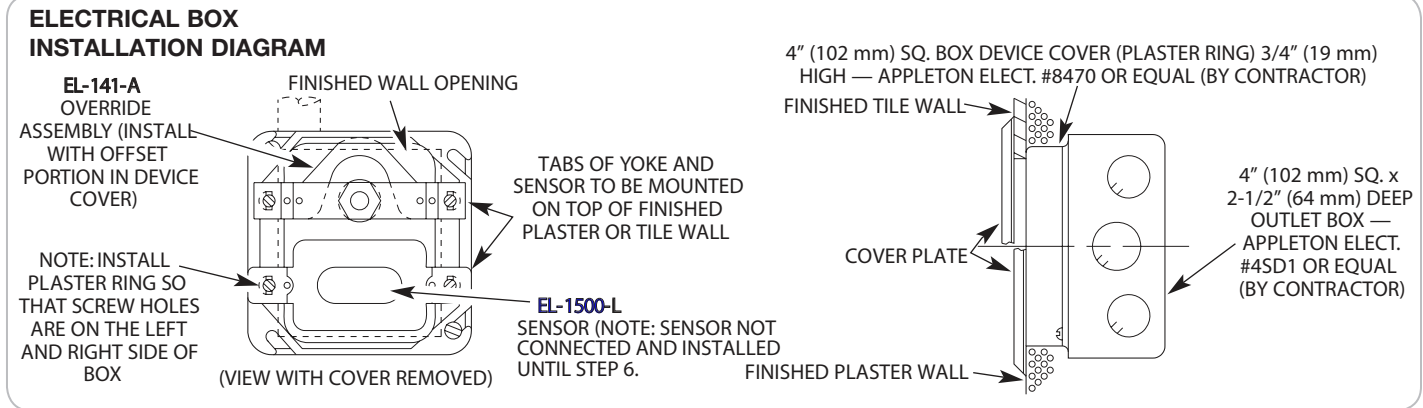 ELECTRICAL BOX
INSTALLATION DIAGRAM
EL-141-A
OVERRIDE
ASSEMBLY (INSTALL
WITH OFFSET
PORTION IN DEVICE
COVER)
FINISHED WALL OPENING
NOTE: INSTALL
PLASTER RING SO
THAT SCREW HOLES
ARE ON THE LEFT
AND RIGHT SIDE OF
BOX
(VIEW WITH COVER REMOVED)
TABS OF YOKE AND
SENSOR TO BE MOUNTED
ON TOP OF FINISHED
PLASTER OR TILE WALL
EL-1500-L
SENSOR (NOTE: SENSOR NOT
CONNECTED AND INSTALLED
UNTIL STEP 6.
4” (102 mm) SQ. BOX DEVICE COVER (PLASTER RING) 3/4” (19 mm)
HIGH — APPLETON ELECT. #8470 OR EQUAL (BY CONTRACTOR)
FINISHED TILE WALL
COVER PLATE
FINISHED PLASTER WALL
4” (102 mm) SQ. x
2-1/2” (64 mm) DEEP
OUTLET BOX —
APPLETON ELECT.
#4SD1 OR EQUAL
(BY CONTRACTOR)